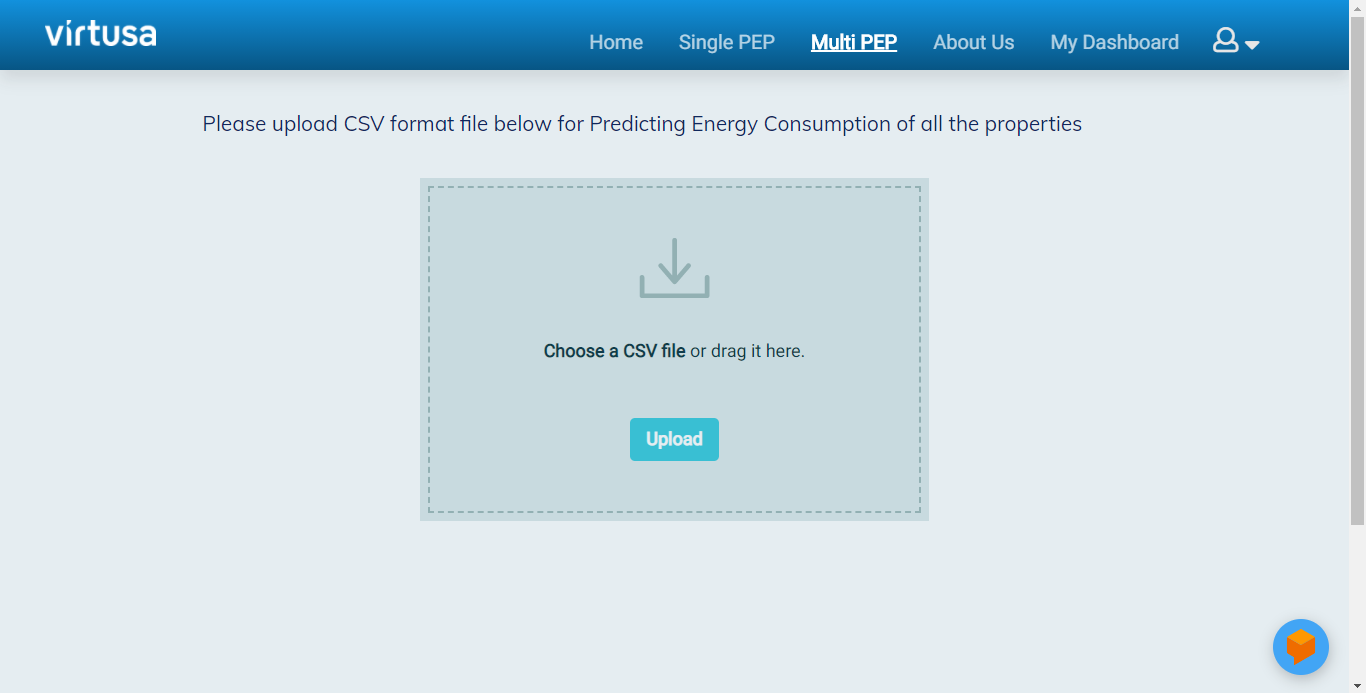 virtusa
Home Single PEP Multi PEP About Us My Dashboard
Please upload CSV format file below for Predicting Energy Consumption of all the properties
Choose a CSV file or drag it here.
Upload